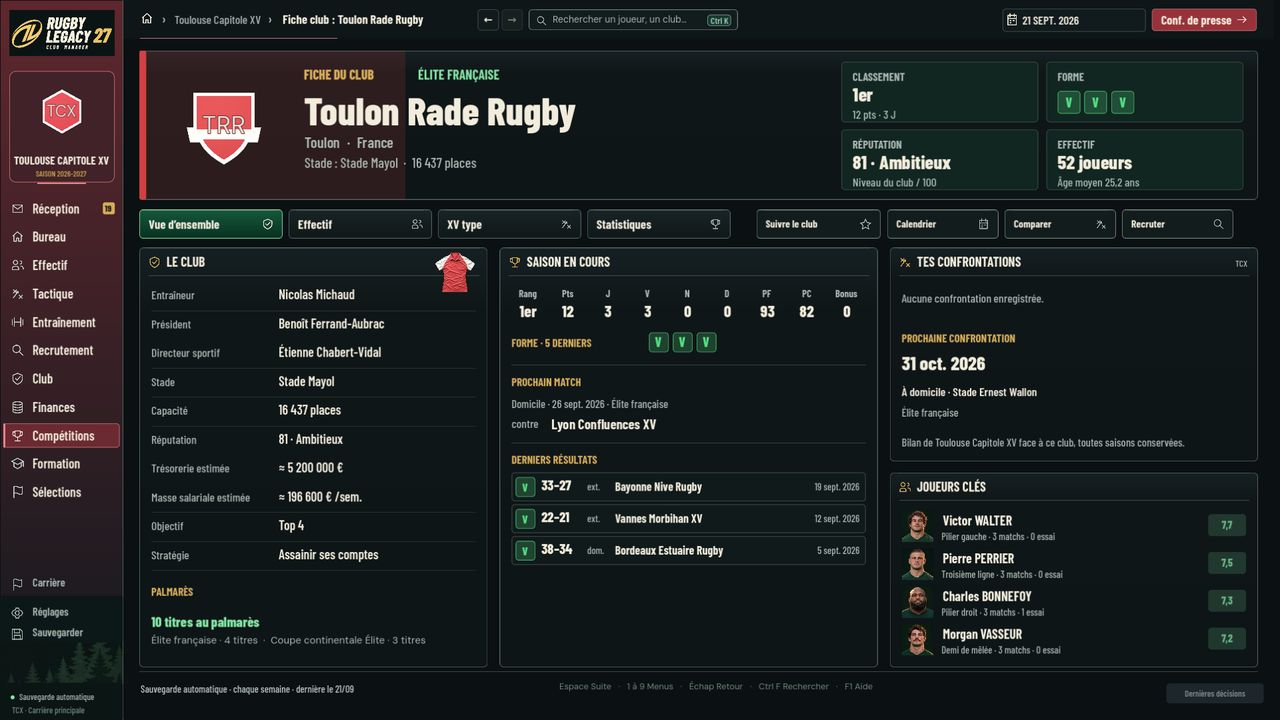 RUGBY LEGACY 27
CLUB MANAGER
TCX
TOULOUSE CAPITOLE XV
SAISON 2026-2027
Réception 19
Bureau
Effectif
Tactique
Entraînement
Recrutement
Club
Finances
Compétitions
Formation
Sélections
Carrière
Réglages
Sauvegarder
Sauvegarde automatique
TCX · Carrière principale
› Toulouse Capitole XV › Fiche club : Toulon Rade Rugby
← →
Rechercher un joueur, un club... Ctrl K
21 SEPT. 2026
Conf. de presse →
TRR
FICHE DU CLUB ÉLITE FRANÇAISE
Toulon Rade Rugby
Toulon · France
Stade : Stade Mayol · 16 437 places
CLASSEMENT
1er
12 pts · 3 J
FORME
V V V
RÉPUTATION
81 · Ambitieux
Niveau du club / 100
EFFECTIF
52 joueurs
Âge moyen 25,2 ans
Vue d'ensemble
Effectif
XV type
Statistiques
Suivre le club
Calendrier
Comparer
Recruter
LE CLUB
Entraîneur Nicolas Michaud
Président Benoît Ferrand-Aubrac
Directeur sportif Étienne Chabert-Vidal
Stade Stade Mayol
Capacité 16 437 places
Réputation 81 · Ambitieux
Trésorerie estimée ≈ 5 200 000 €
Masse salariale estimée ≈ 196 600 € /sem.
Objectif Top 4
Stratégie Assainir ses comptes
PALMARÈS
10 titres au palmarès
Élite française · 4 titres · Coupe continentale Élite · 3 titres
SAISON EN COURS
Rang Pts J V N D PF PC Bonus
1er 12 3 3 0 0 93 82 0
FORME · 5 DERNIERS V V V
PROCHAIN MATCH
Domicile · 26 sept. 2026 · Élite française
contre Lyon Confluences XV
DERNIERS RÉSULTATS
V 33-27 ext. Bayonne Nive Rugby 19 sept. 2026
V 22-21 ext. Vannes Morbihan XV 12 sept. 2026
V 38-34 dom. Bordeaux Estuaire Rugby 5 sept. 2026
TES CONFRONTATIONS TCX
Aucune confrontation enregistrée.
PROCHAINE CONFRONTATION
31 oct. 2026
À domicile · Stade Ernest Wallon
Élite française
Bilan de Toulouse Capitole XV face à ce club, toutes saisons conservées.
JOUEURS CLÉS
Victor WALTER
Pilier gauche · 3 matchs · 0 essai
7,7
Pierre PERRIER
Troisième ligne · 3 matchs · 0 essai
7,5
Charles BONNEFOY
Pilier droit · 3 matchs · 1 essai
7,3
Morgan VASSEUR
Demi de mêlée · 3 matchs · 0 essai
7,2
Sauvegarde automatique · chaque semaine · dernière le 21/09
Espace Suite · 1 à 9 Menus · Échap Retour · Ctrl F Rechercher · F1 Aide
Dernières décisions